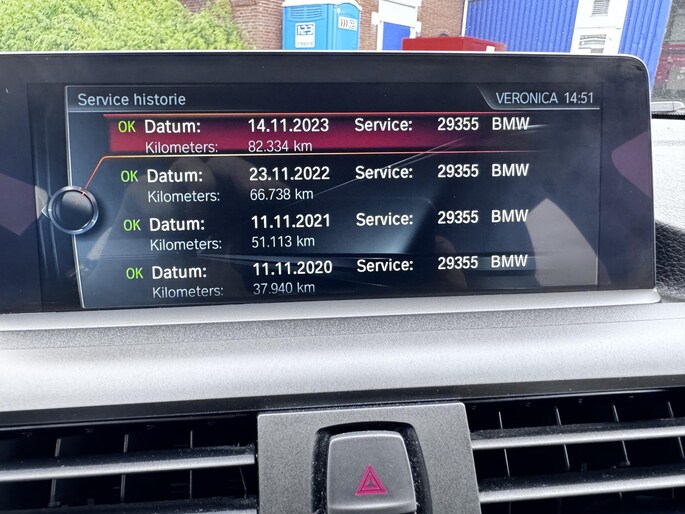 Service historie VERONICA 14:51
OK Datum: 14.11.2023 Service: 29355 BMW
Kilometers: 82.334 km
OK Datum: 23.11.2022 Service: 29355 BMW
Kilometers: 66.738 km
OK Datum: 11.11.2021 Service: 29355 BMW
Kilometers: 51.113 km
OK Datum: 11.11.2020 Service: 29355 BMW
Kilometers: 37.940 km